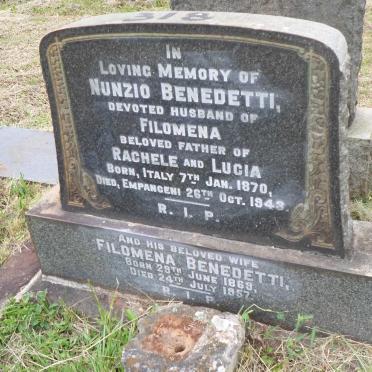 318
IN
LOVING MEMORY OF
NUNZIO BENEDETTI,
DEVOTED HUSBAND OF
FILOMENA
BELOVED FATHER OF
RACHELE AND LUCIA
BORN, ITALY 7TH JAN. 1870,
DIED, EMPANGENI 26TH OCT. 1943.
R. I. P.
AND HIS BELOVED WIFE
FILOMENA BENEDETTI,
BORN 29TH JUNE 1869,
DIED 24TH JULY 1957.
R. I. P.